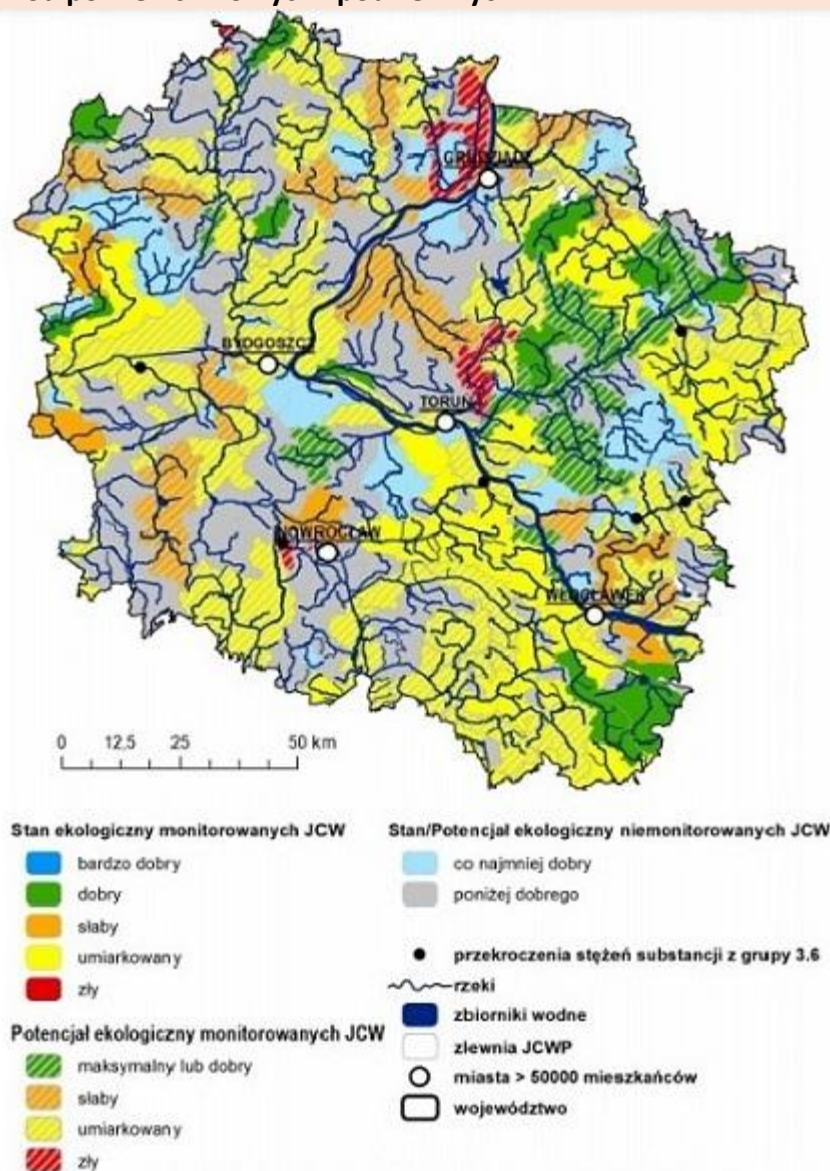 GRUDZIĄDZ
BYDGOSZCZ
TORUŃ
INOWROCŁAW
WŁOCŁAWEK
0 12.5 25 50 km
Stan ekologiczny monitorowanych JCW
bardzo dobry
dobry
słaby
umiarkowany
zły
Potencjał ekologiczny monitorowanych JCW
maksymalny lub dobry
słaby
umiarkowany
zły
Stan/Potencjał ekologiczny niemonitorowanych JCW
co najmniej dobry
poniżej dobrego
przekroczenia stężeń substancji z grupy 3.6
rzeki
zbiorniki wodne
zlewnia JCWP
miasta > 50000 mieszkańców
województwo